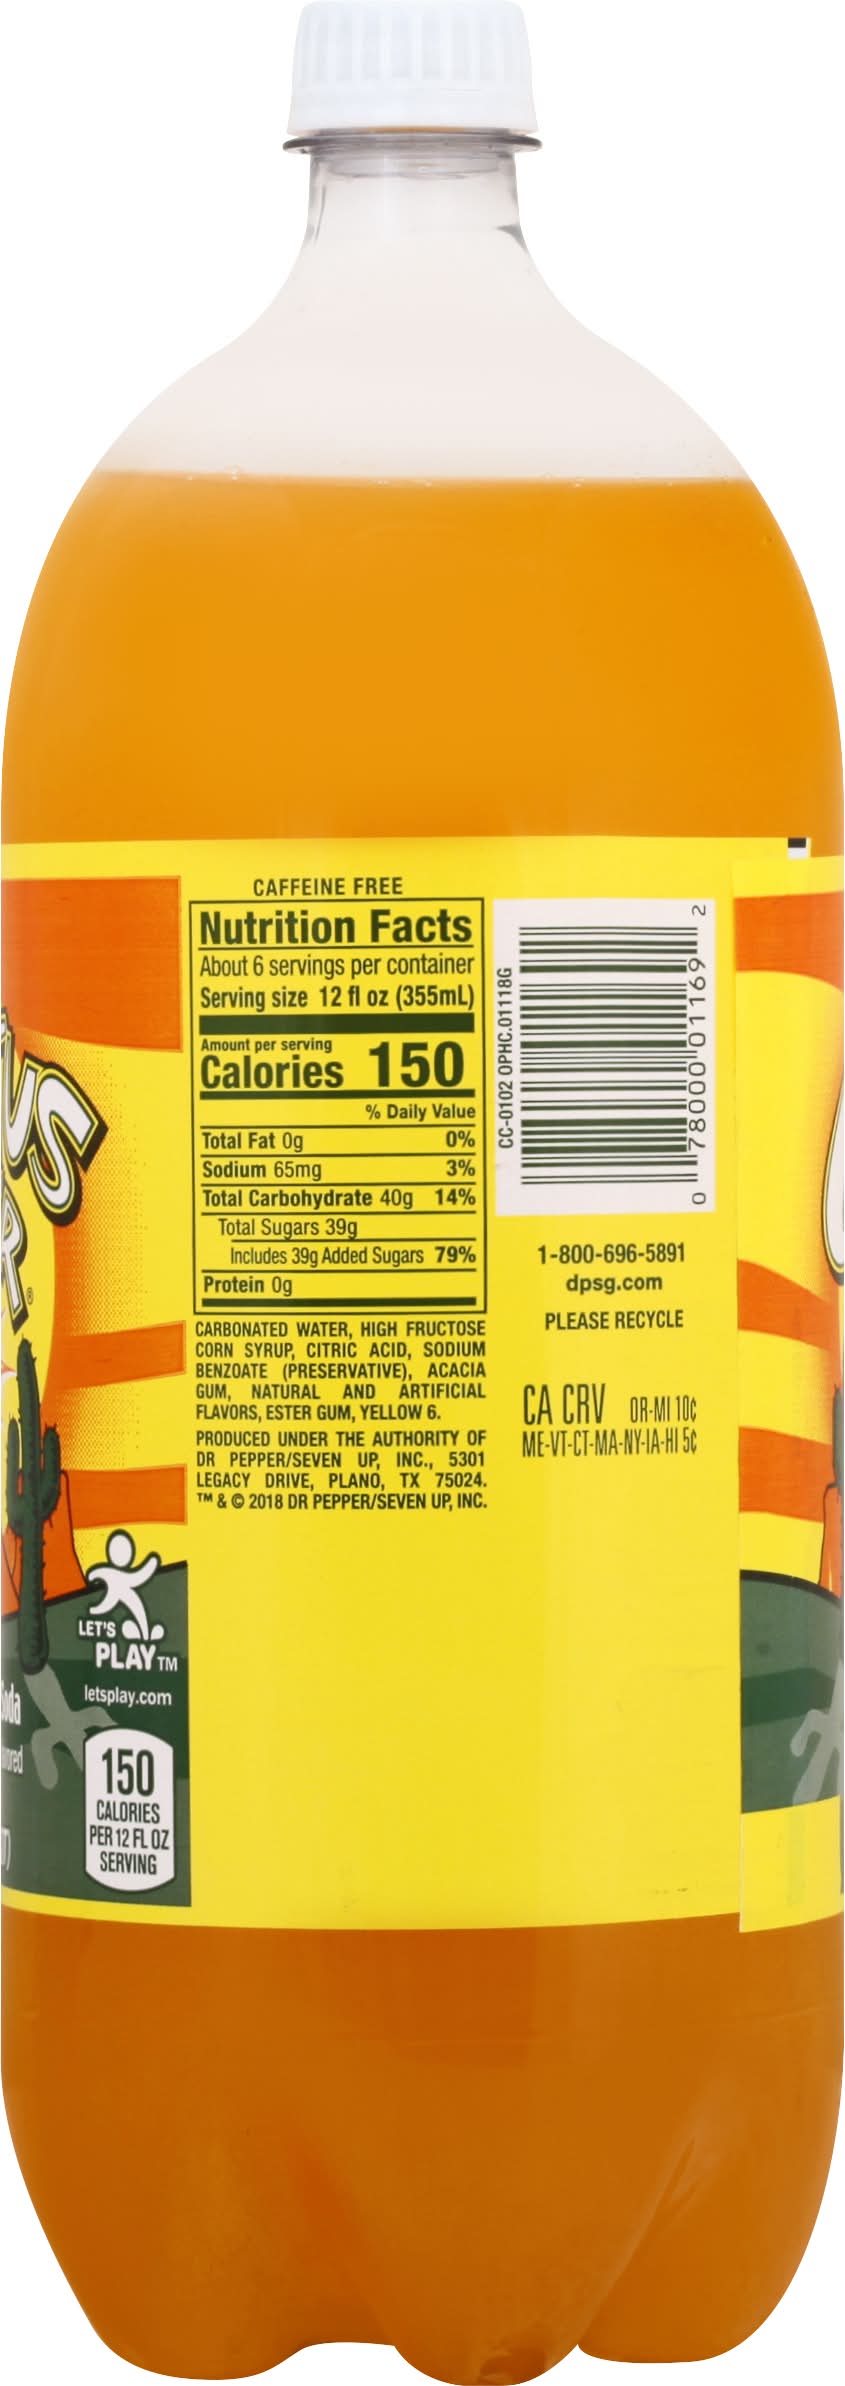 CAFFEINE FREE
Nutrition Facts
About 6 servings per container
Serving size 12 fl oz (355mL)
Amount per serving
Calories 150
% Daily Value
Total Fat 0g 0%
Sodium 65mg 3%
Total Carbohydrate 40g 14%
Total Sugars 39g
Includes 39g Added Sugars 79%
Protein 0g
CARBONATED WATER, HIGH FRUCTOSE
CORN SYRUP, CITRIC ACID, SODIUM
BENZOATE (PRESERVATIVE), ACACIA
GUM, NATURAL AND ARTIFICIAL
FLAVORS, ESTER GUM, YELLOW 6.
PRODUCED UNDER THE AUTHORITY OF
DR PEPPER/SEVEN UP, INC., 5301
LEGACY DRIVE, PLANO, TX 75024.
™ & © 2018 DR PEPPER/SEVEN UP, INC.
CC-0102 0PHC.01118G
0 78000 01169 2
1-800-696-5891
dpsg.com
PLEASE RECYCLE
CA CRV OR-MI 10¢
ME-VT-CT-MA-NY-IA-HI 5¢
US
R®
LET'S
PLAY™
letsplay.com
150
CALORIES
PER 12 FL OZ
SERVING